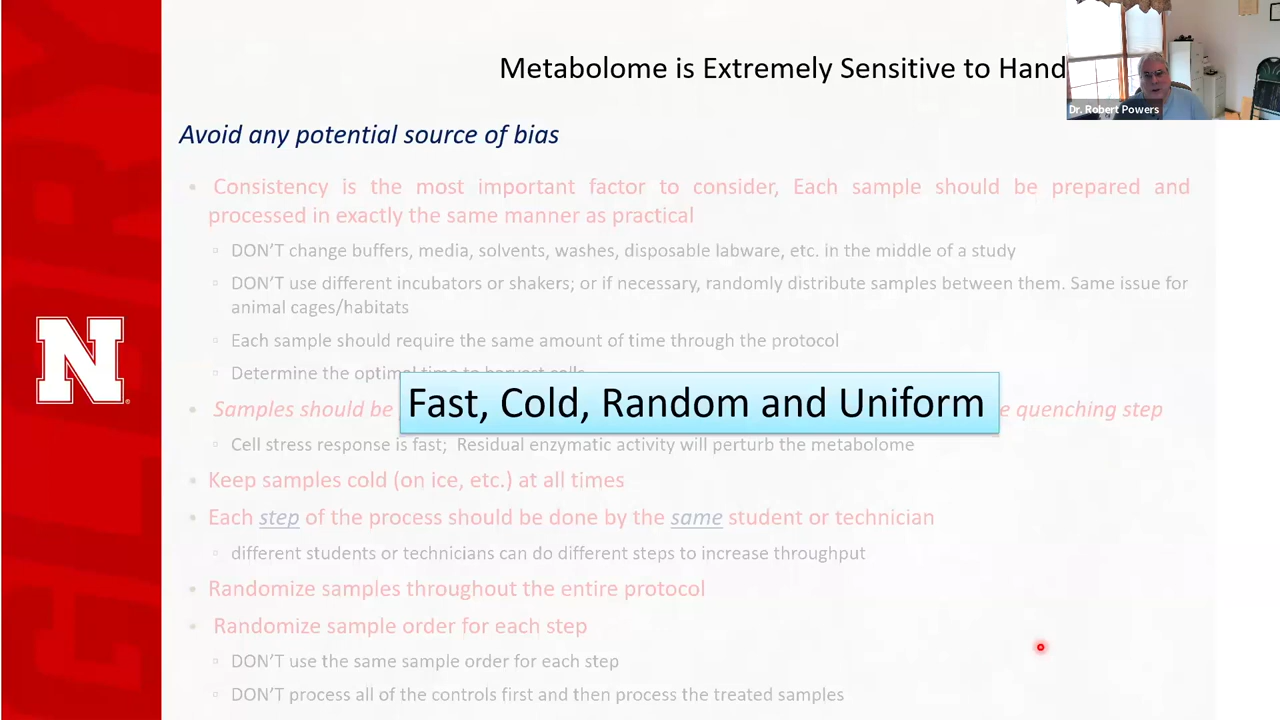 Metabolome is Extremely Sensitive to Hand
Dr. Robert Powers
Avoid any potential source of bias
• Consistency is the most important factor to consider, Each sample should be prepared and
processed in exactly the same manner as practical
▫ DON'T change buffers, media, solvents, washes, disposable labware, etc. in the middle of a study
▫ DON'T use different incubators or shakers; or if necessary, randomly distribute samples between them. Same issue for
animal cages/habitats
▫ Each sample should require the same amount of time through the protocol
▫ Determine the optimal time to harvest cells
Fast, Cold, Random and Uniform
• Samples should be quenching step
▫ Cell stress response is fast; Residual enzymatic activity will perturb the metabolome
• Keep samples cold (on ice, etc.) at all times
• Each step of the process should be done by the same student or technician
▫ different students or technicians can do different steps to increase throughput
• Randomize samples throughout the entire protocol
• Randomize sample order for each step
▫ DON'T use the same sample order for each step
▫ DON'T process all of the controls first and then process the treated samples
GLORY
N